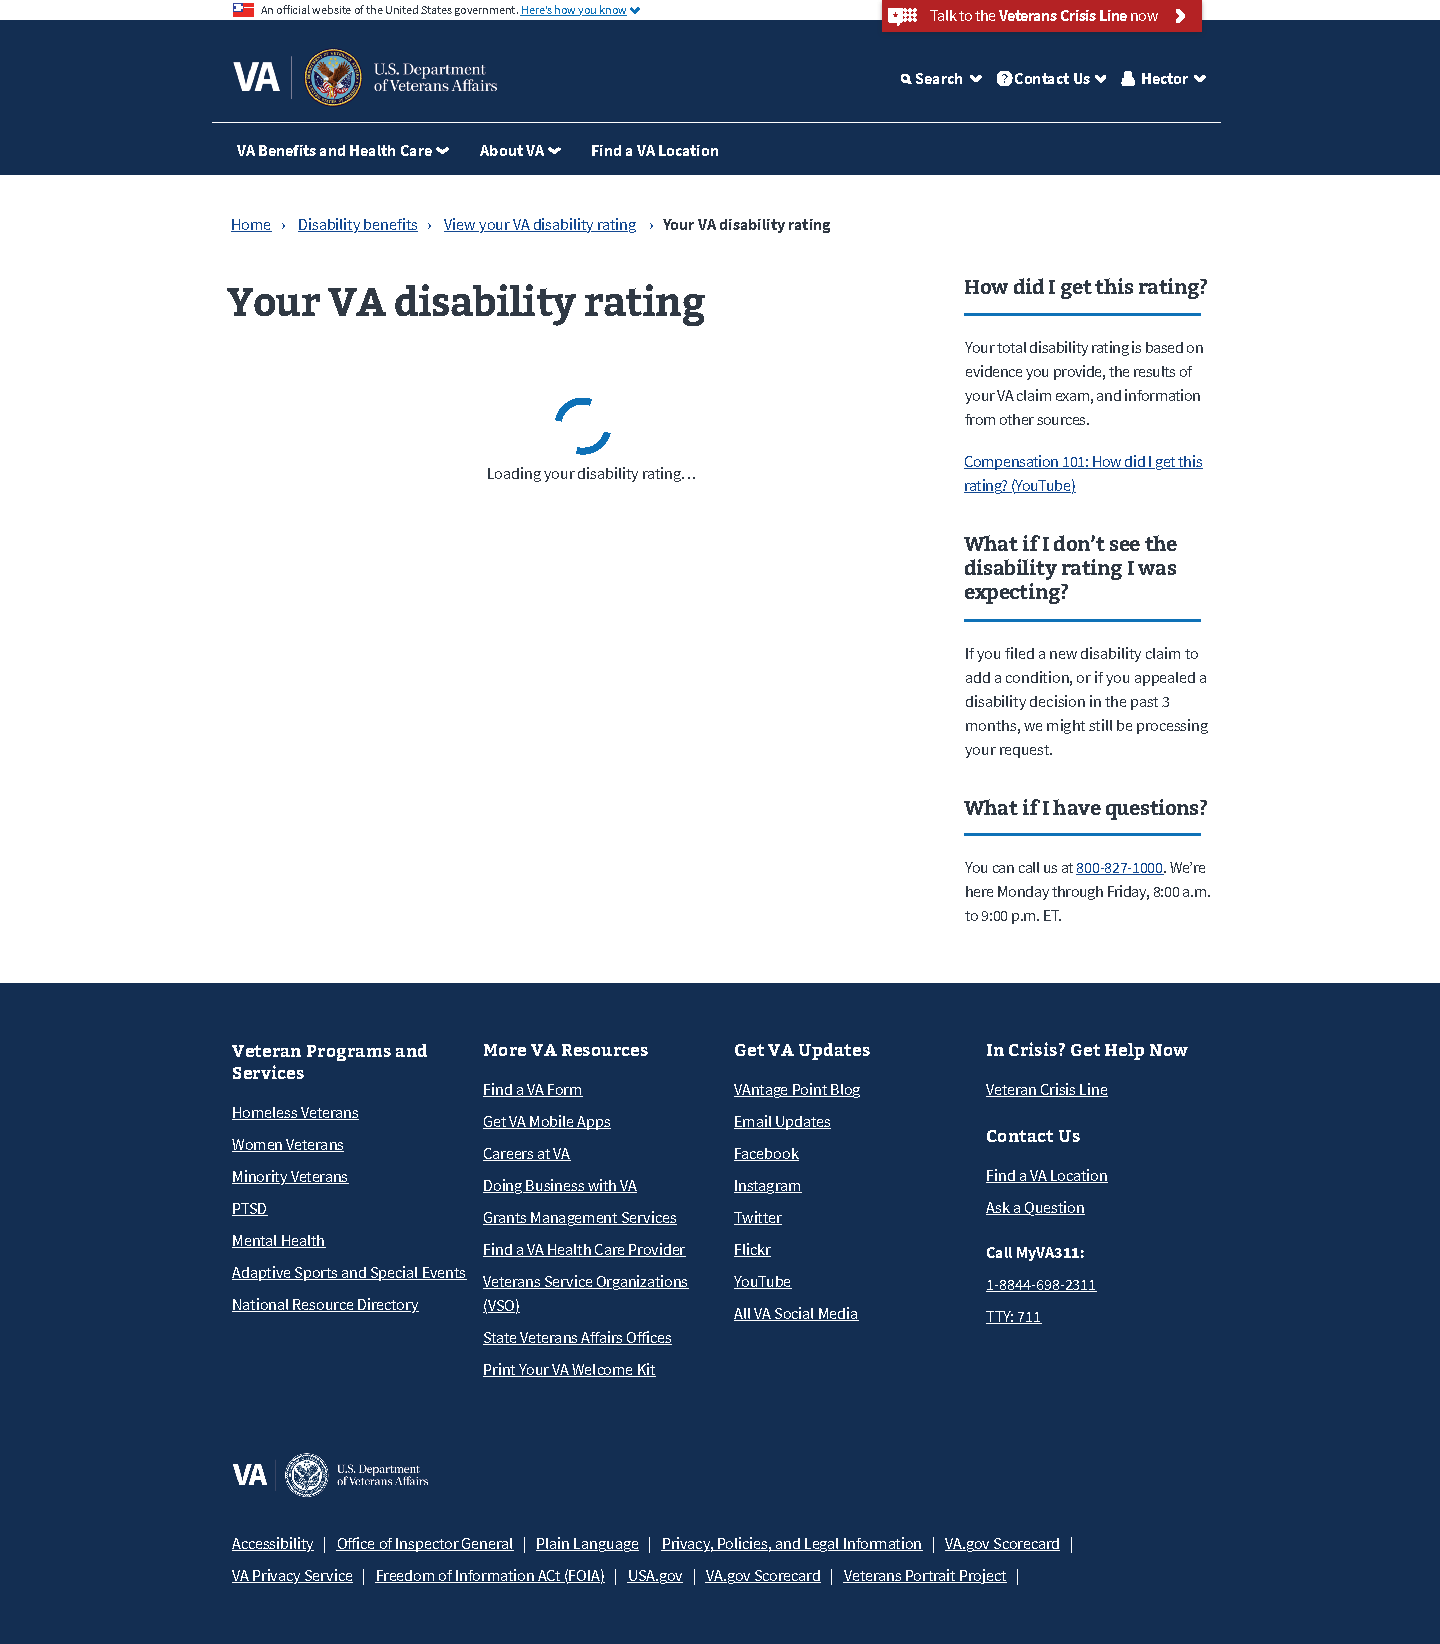 An official website of the United States government. Here's how you know
Talk to the Veterans Crisis Line now
VA
U.S. Department
of Veterans Affairs
Search
Contact Us
Hector
VA Benefits and Health Care
About VA
Find a VA Location
Home › Disability benefits › View your VA disability rating › Your VA disability rating
Your VA disability rating
Loading your disability rating…
How did I get this rating?
Your total disability rating is based on
evidence you provide, the results of
your VA claim exam, and information
from other sources.
Compensation 101: How did I get this
rating? (YouTube)
What if I don’t see the
disability rating I was
expecting?
If you filed a new disability claim to
add a condition, or if you appealed a
disability decision in the past 3
months, we might still be processing
your request.
What if I have questions?
You can call us at 800-827-1000. We’re
here Monday through Friday, 8:00 a.m.
to 9:00 p.m. ET.
Veteran Programs and
Services
Homeless Veterans
Women Veterans
Minority Veterans
PTSD
Mental Health
Adaptive Sports and Special Events
National Resource Directory
More VA Resources
Find a VA Form
Get VA Mobile Apps
Careers at VA
Doing Business with VA
Grants Management Services
Find a VA Health Care Provider
Veterans Service Organizations
(VSO)
State Veterans Affairs Offices
Print Your VA Welcome Kit
Get VA Updates
VAntage Point Blog
Email Updates
Facebook
Instagram
Twitter
Flickr
YouTube
All VA Social Media
In Crisis? Get Help Now
Veteran Crisis Line
Contact Us
Find a VA Location
Ask a Question
Call MyVA311:
1-8844-698-2311
TTY: 711
VA
U.S. Department
of Veterans Affairs
Accessibility | Office of Inspector General | Plain Language | Privacy, Policies, and Legal Information | VA.gov Scorecard |
VA Privacy Service | Freedom of Information ACt (FOIA) | USA.gov | VA.gov Scorecard | Veterans Portrait Project |